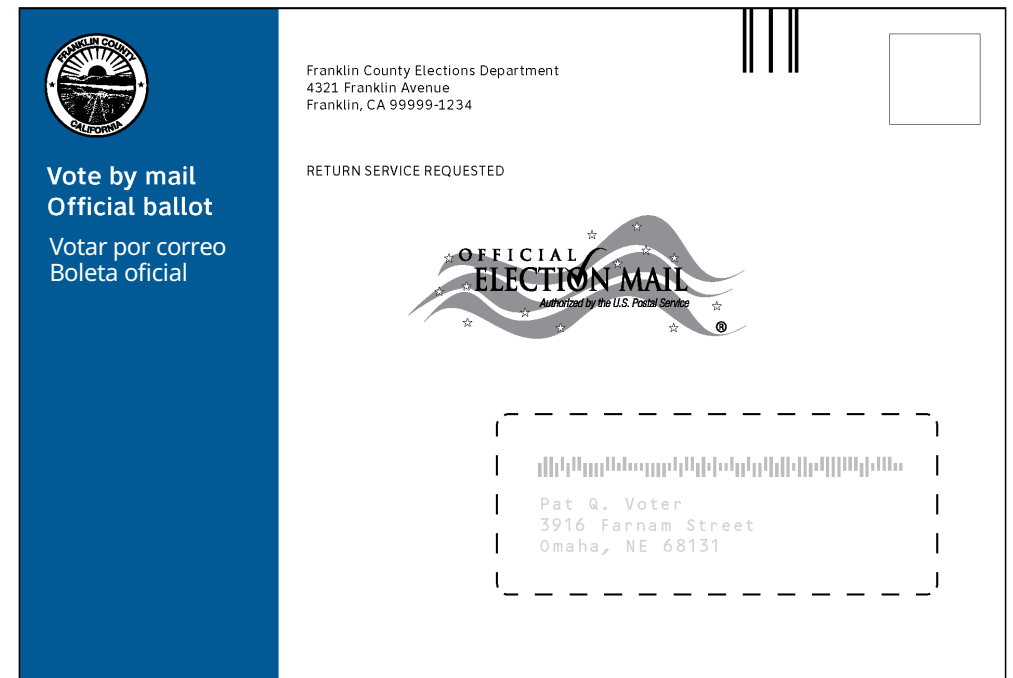 FRANKLIN COUNTY
CALIFORNIA
Vote by mail
Official ballot
Votar por correo
Boleta oficial
Franklin County Elections Department
4321 Franklin Avenue
Franklin, CA 99999-1234
RETURN SERVICE REQUESTED
OFFICIAL
ELECTION MAIL
Authorized by the U.S. Postal Service
®
Pat Q. Voter
3916 Farnam Street
Omaha, NE 68131